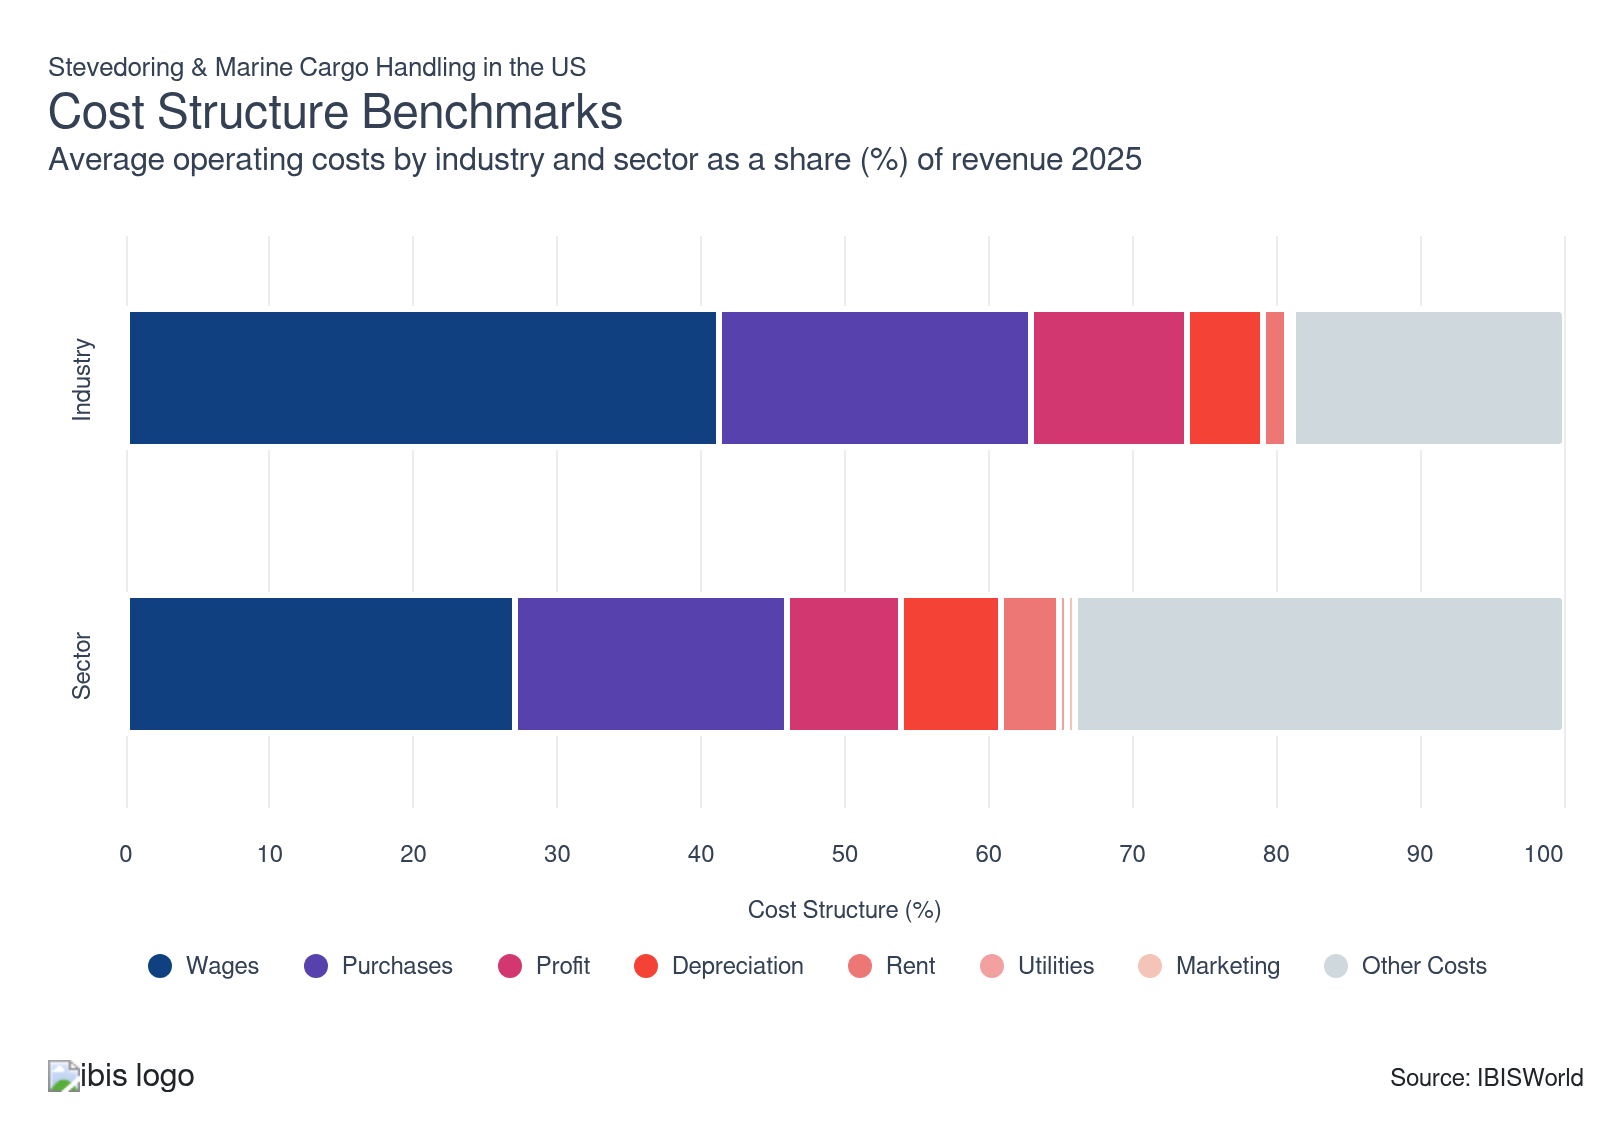 Stevedoring & Marine Cargo Handling in the US
Cost Structure Benchmarks
Average operating costs by industry and sector as a share (%) of revenue 2025
Industry
Sector
0 10 20 30 40 50 60 70 80 90 100
Cost Structure (%)
Wages Purchases Profit Depreciation Rent Utilities Marketing Other Costs
ibis logo
Source: IBISWorld